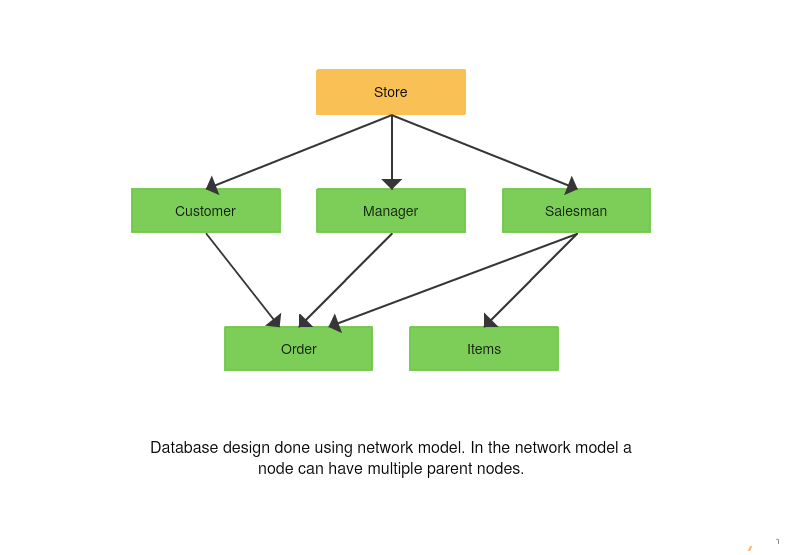 Store
Customer
Manager
Salesman
Order
Items
Database design done using network model. In the network model a
node can have multiple parent nodes.